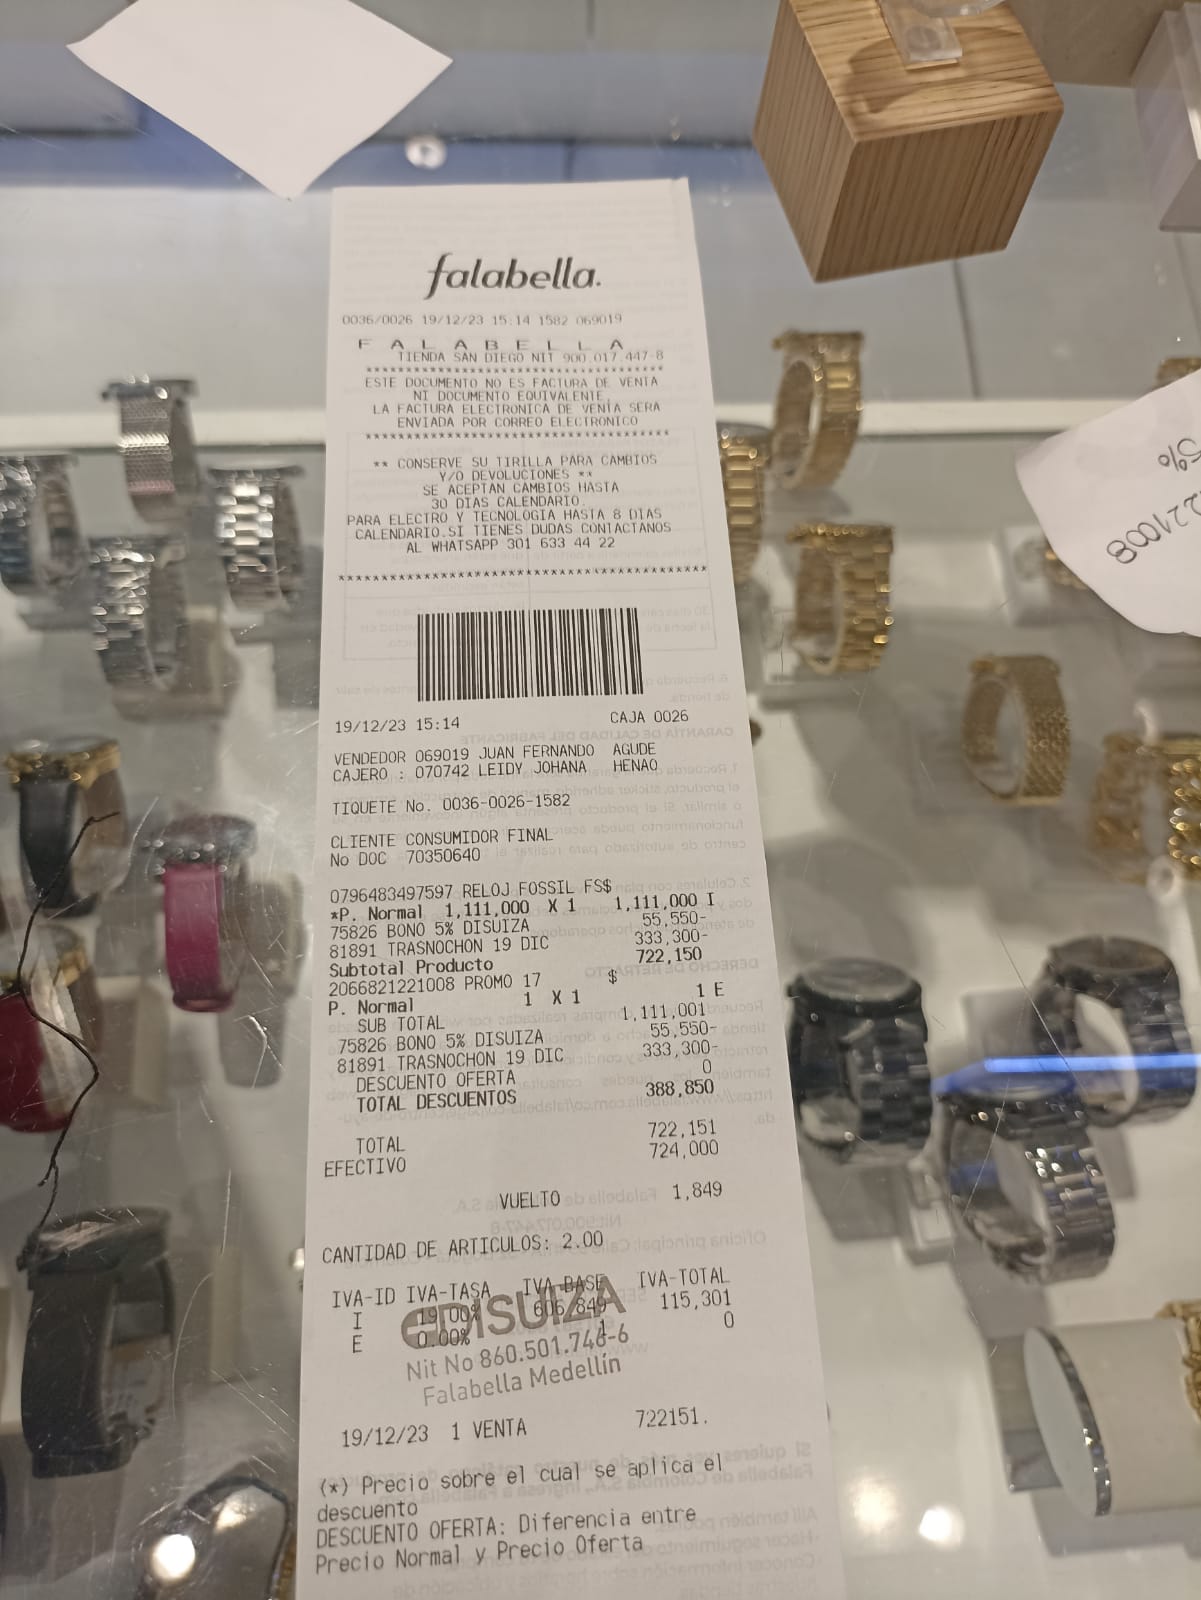 falabella.
0036/0026 19/12/23 15:14 1582 069019
F A L A B E L L A
TIENDA SAN DIEGO NIT 900.017.447-8
****************************************
ESTE DOCUMENTO NO ES FACTURA DE VENTA
NI DOCUMENTO EQUIVALENTE.
LA FACTURA ELECTRONICA DE VENTA SERA
ENVIADA POR CORREO ELECTRONICO
****************************************
** CONSERVE SU TIRILLA PARA CAMBIOS
Y/O DEVOLUCIONES **
SE ACEPTAN CAMBIOS HASTA
30 DIAS CALENDARIO.
PARA ELECTRO Y TECNOLOGIA HASTA 8 DIAS
CALENDARIO.SI TIENES DUDAS CONTACTANOS
AL WHATSAPP 301 633 44 22
****************************************
19/12/23 15:14 CAJA 0026
VENDEDOR 069019 JUAN FERNANDO AGUDE
CAJERO : 070742 LEIDY JOHANA HENAO
TIQUETE No. 0036-0026-1582
CLIENTE CONSUMIDOR FINAL
No DOC 70350640
0796483497597 RELOJ FOSSIL FS$
*P. Normal 1,111,000 X 1 1,111,000 I
75826 BONO 5% DISUIZA 55,550-
81891 TRASNOCHON 19 DIC 333,300-
Subtotal Producto 722,150
2066821221008 PROMO 17 $
P. Normal 1 X 1 1 E
SUB TOTAL 1,111,001
75826 BONO 5% DISUIZA 55,550-
81891 TRASNOCHON 19 DIC 333,300-
DESCUENTO OFERTA 0
TOTAL DESCUENTOS 388,850
TOTAL 722,151
EFECTIVO 724,000
VUELTO 1,849
CANTIDAD DE ARTICULOS: 2.00
IVA-ID IVA-TASA IVA-BASE IVA-TOTAL
I 19.00% 606,849 115,301
E 0.00% 1 0
eDISUIZA
Nit No 860.501.746-6
Falabella Medellín
19/12/23 1 VENTA 722151.
(*) Precio sobre el cual se aplica el
descuento
DESCUENTO OFERTA: Diferencia entre
Precio Normal y Precio Oferta
221008
5%